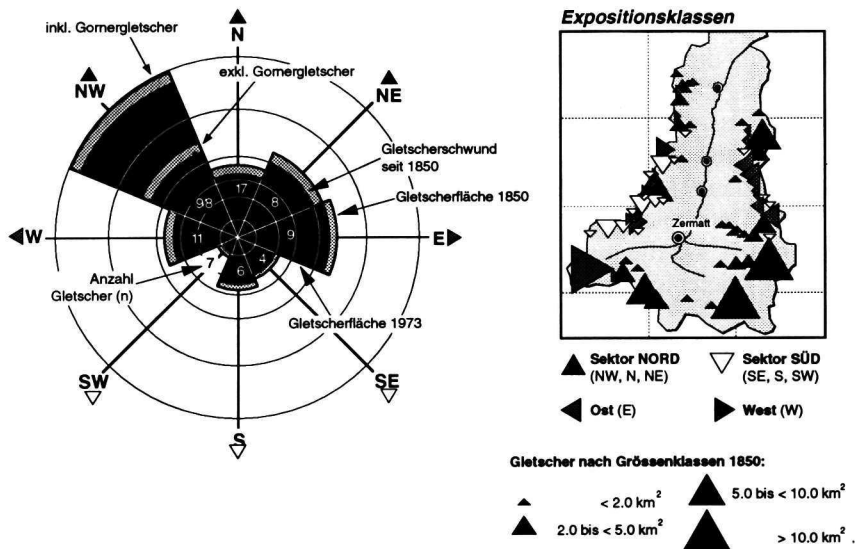 inkl. Gornergletscher
N
exkl. Gornergletscher
NW
NE
Gletscherschwund
seit 1850
Gletscherfläche 1850
17
8
9
8
W
11
9
E
7
4
6
Anzahl
Gletscher (n)
Gletscherfläche 1973
SW
SE
S
Expositionsklassen
Zermatt
Sektor NORD
(NW, N, NE)
Sektor SÜD
(SE, S, SW)
Ost (E)
West (W)
Gletscher nach Grössenklassen 1850:
< 2.0 km²
5.0 bis < 10.0 km²
2.0 bis < 5.0 km²
> 10.0 km²